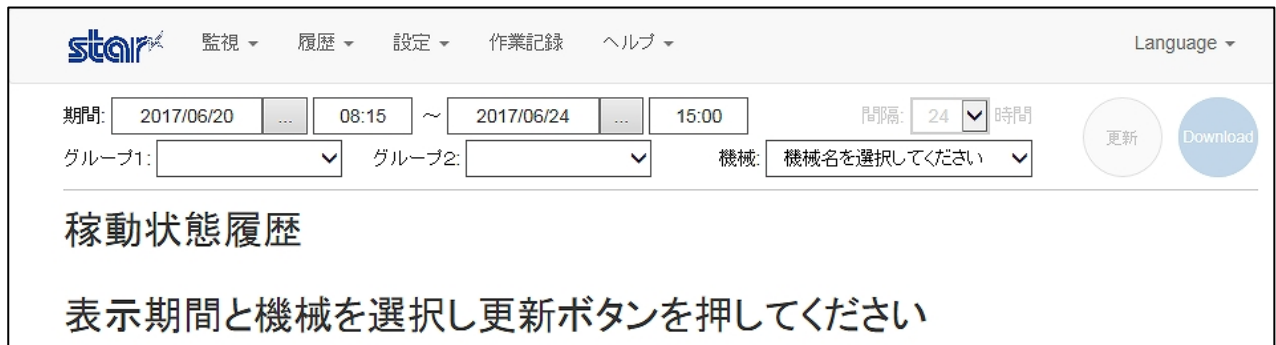 star 監視 履歴 設定 作業記録 ヘルプ Language
期間: 2017/06/20 ... 08:15 ～ 2017/06/24 ... 15:00 間隔: 24 時間 更新 Download
グループ1: グループ2: 機械: 機械名を選択してください
稼動状態履歴
表示期間と機械を選択し更新ボタンを押してください